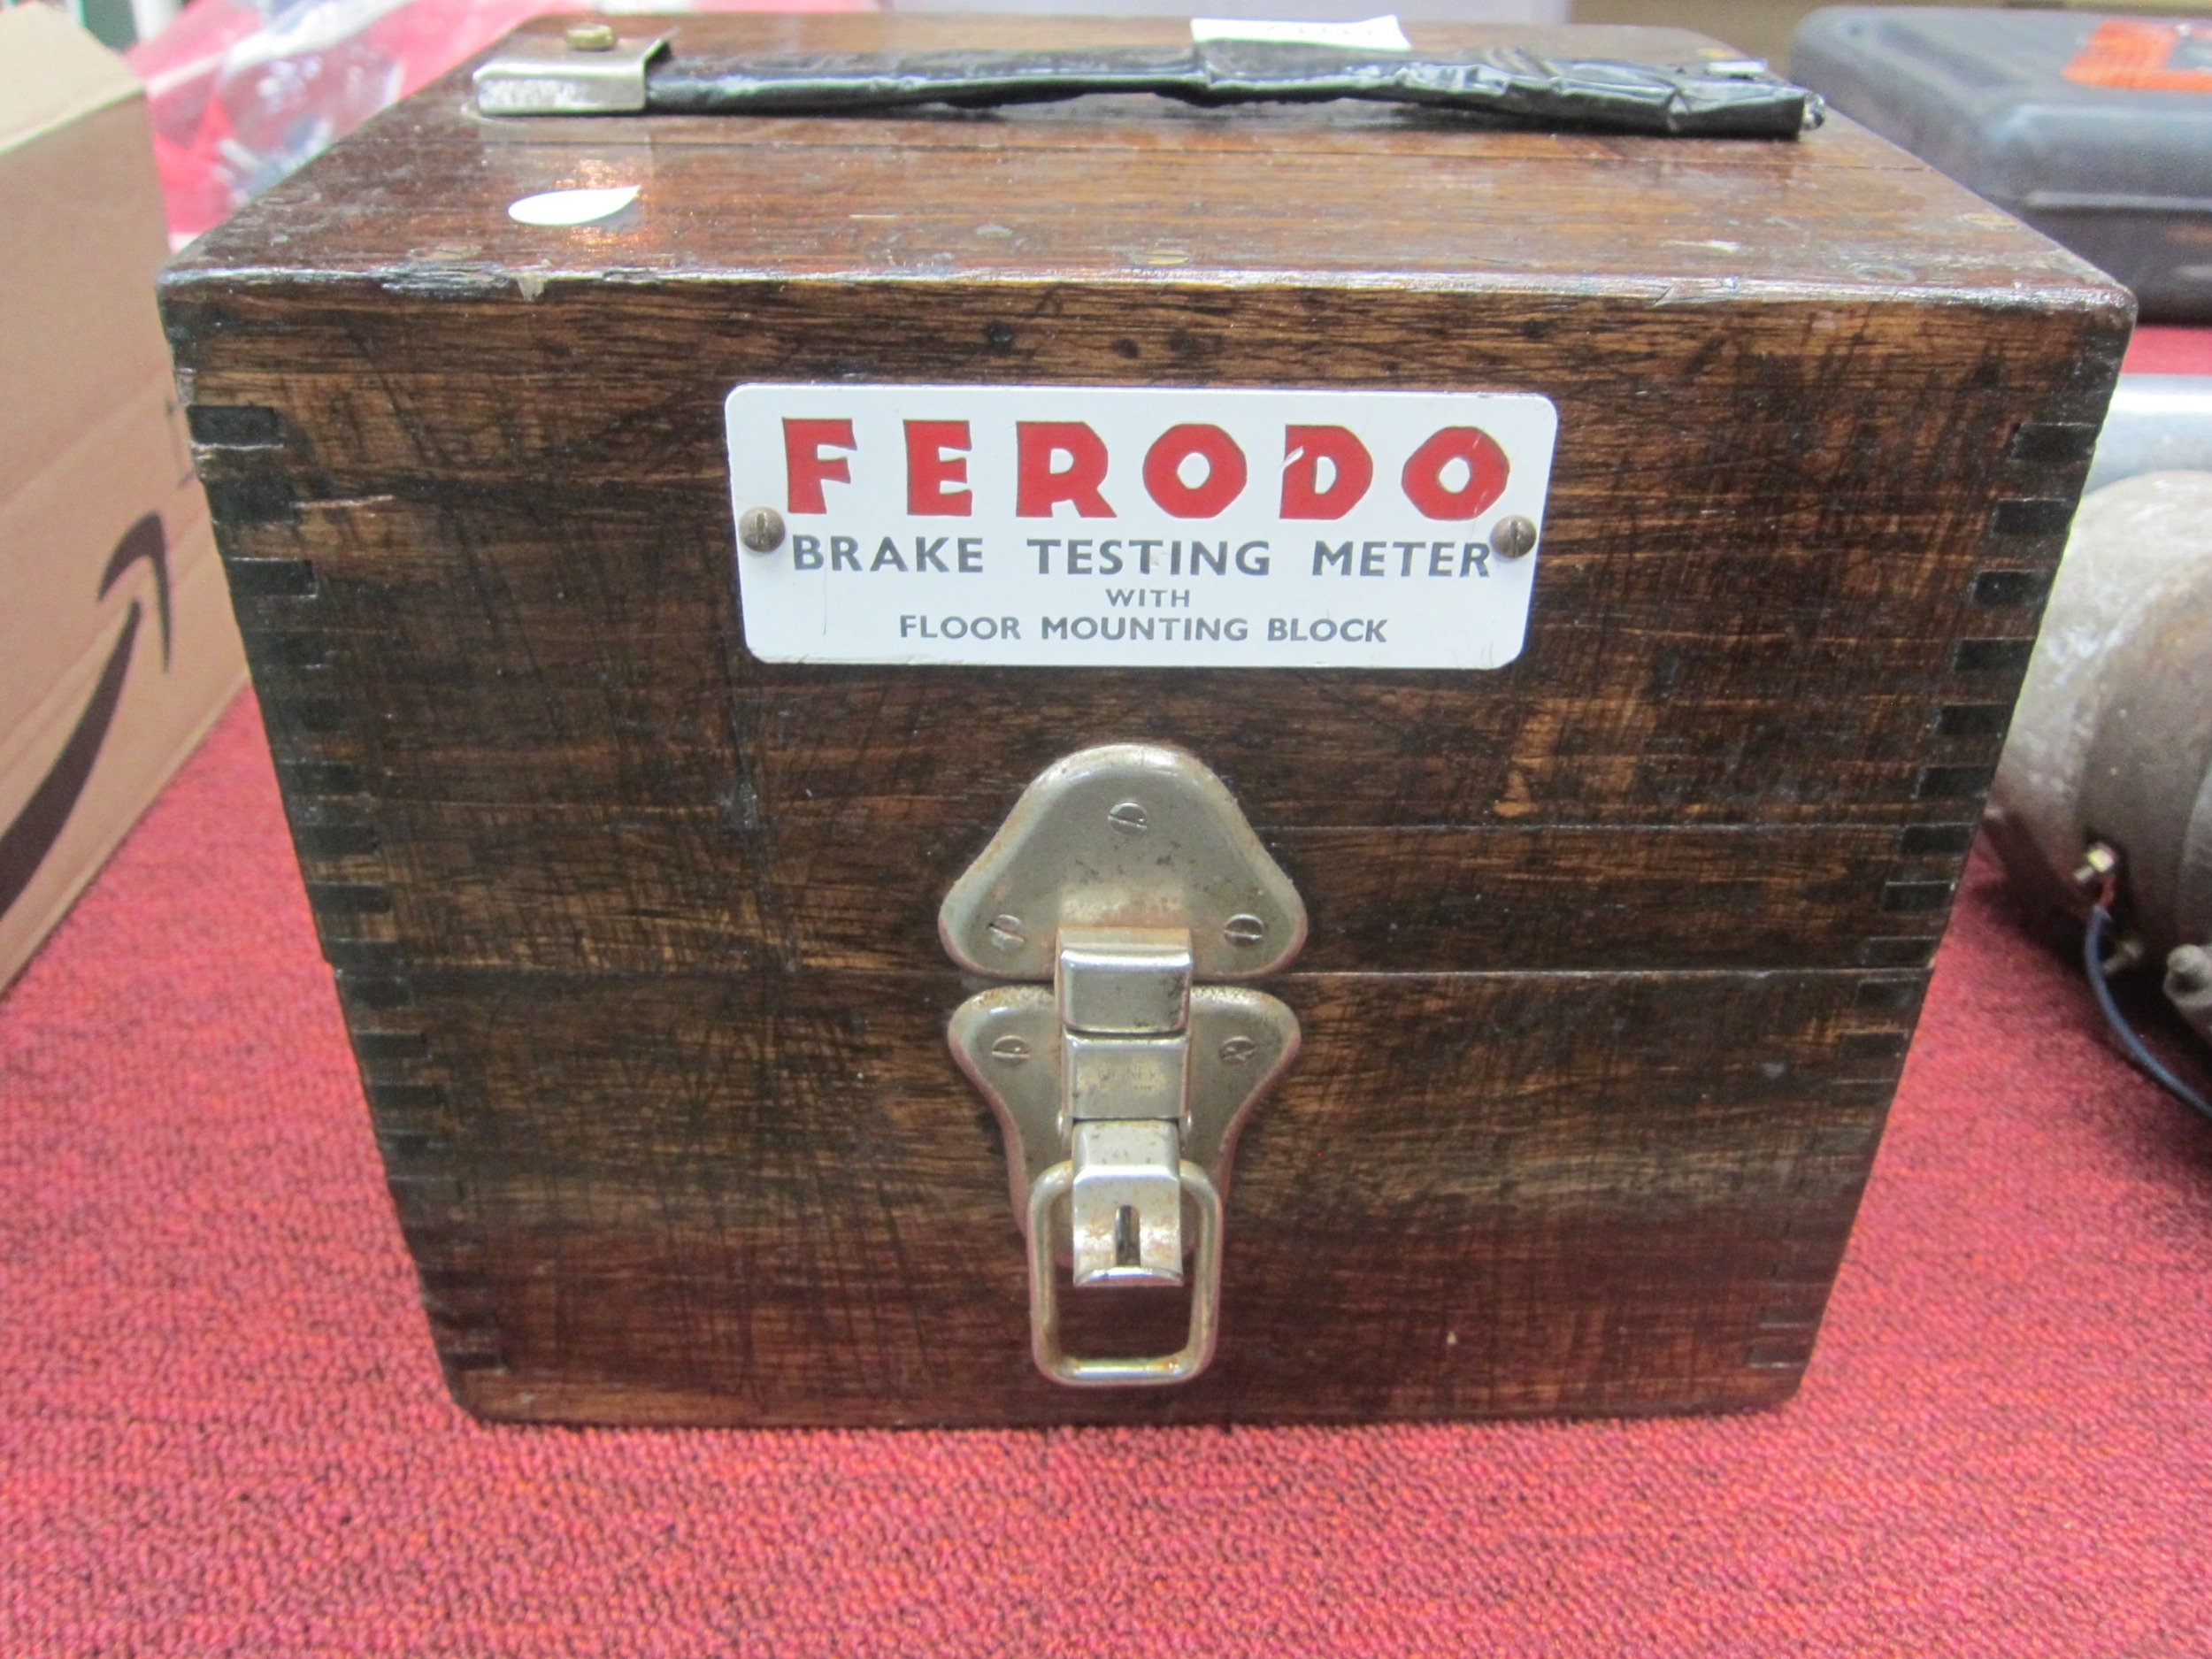 FERODO
BRAKE TESTING METER
WITH
FLOOR MOUNTING BLOCK